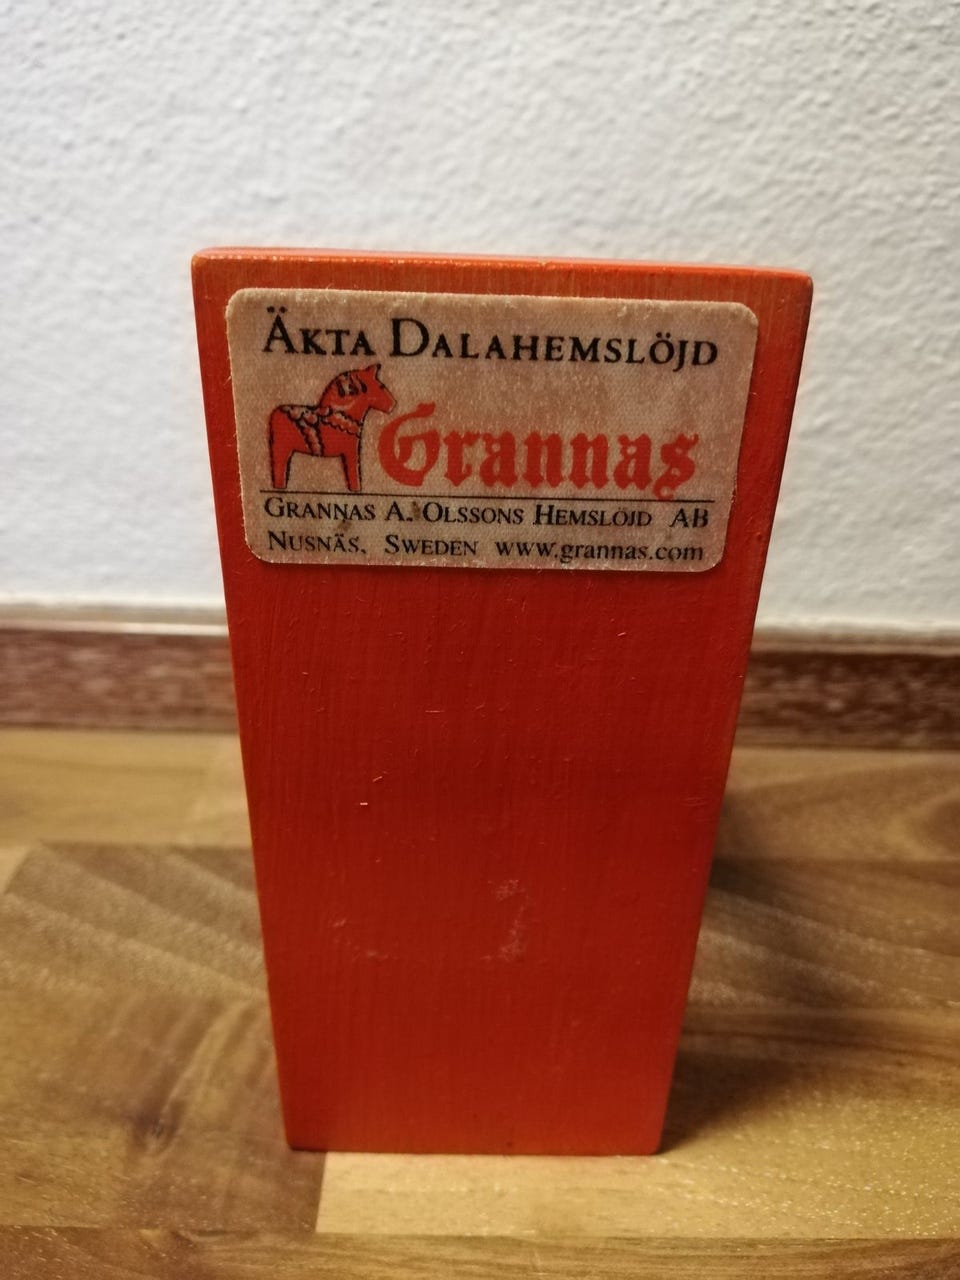 ÄKTA DALAHEMSLÖJD
Grannas
GRANNAS A. OLSSONS HEMSLÖJD AB
NUSNÄS, SWEDEN www.grannas.com